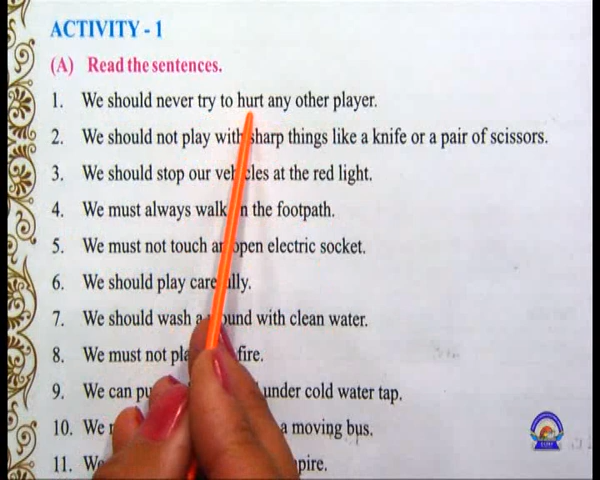 ACTIVITY - 1
(A) Read the sentences.
1. We should never try to hurt any other player.
2. We should not play with sharp things like a knife or a pair of scissors.
3. We should stop our vehicles at the red light.
4. We must always walk on the footpath.
5. We must not touch an open electric socket.
6. We should play carefully.
7. We should wash a wound with clean water.
8. We must not fire.
9. We can under cold water tap.
10. We a moving bus.
11.